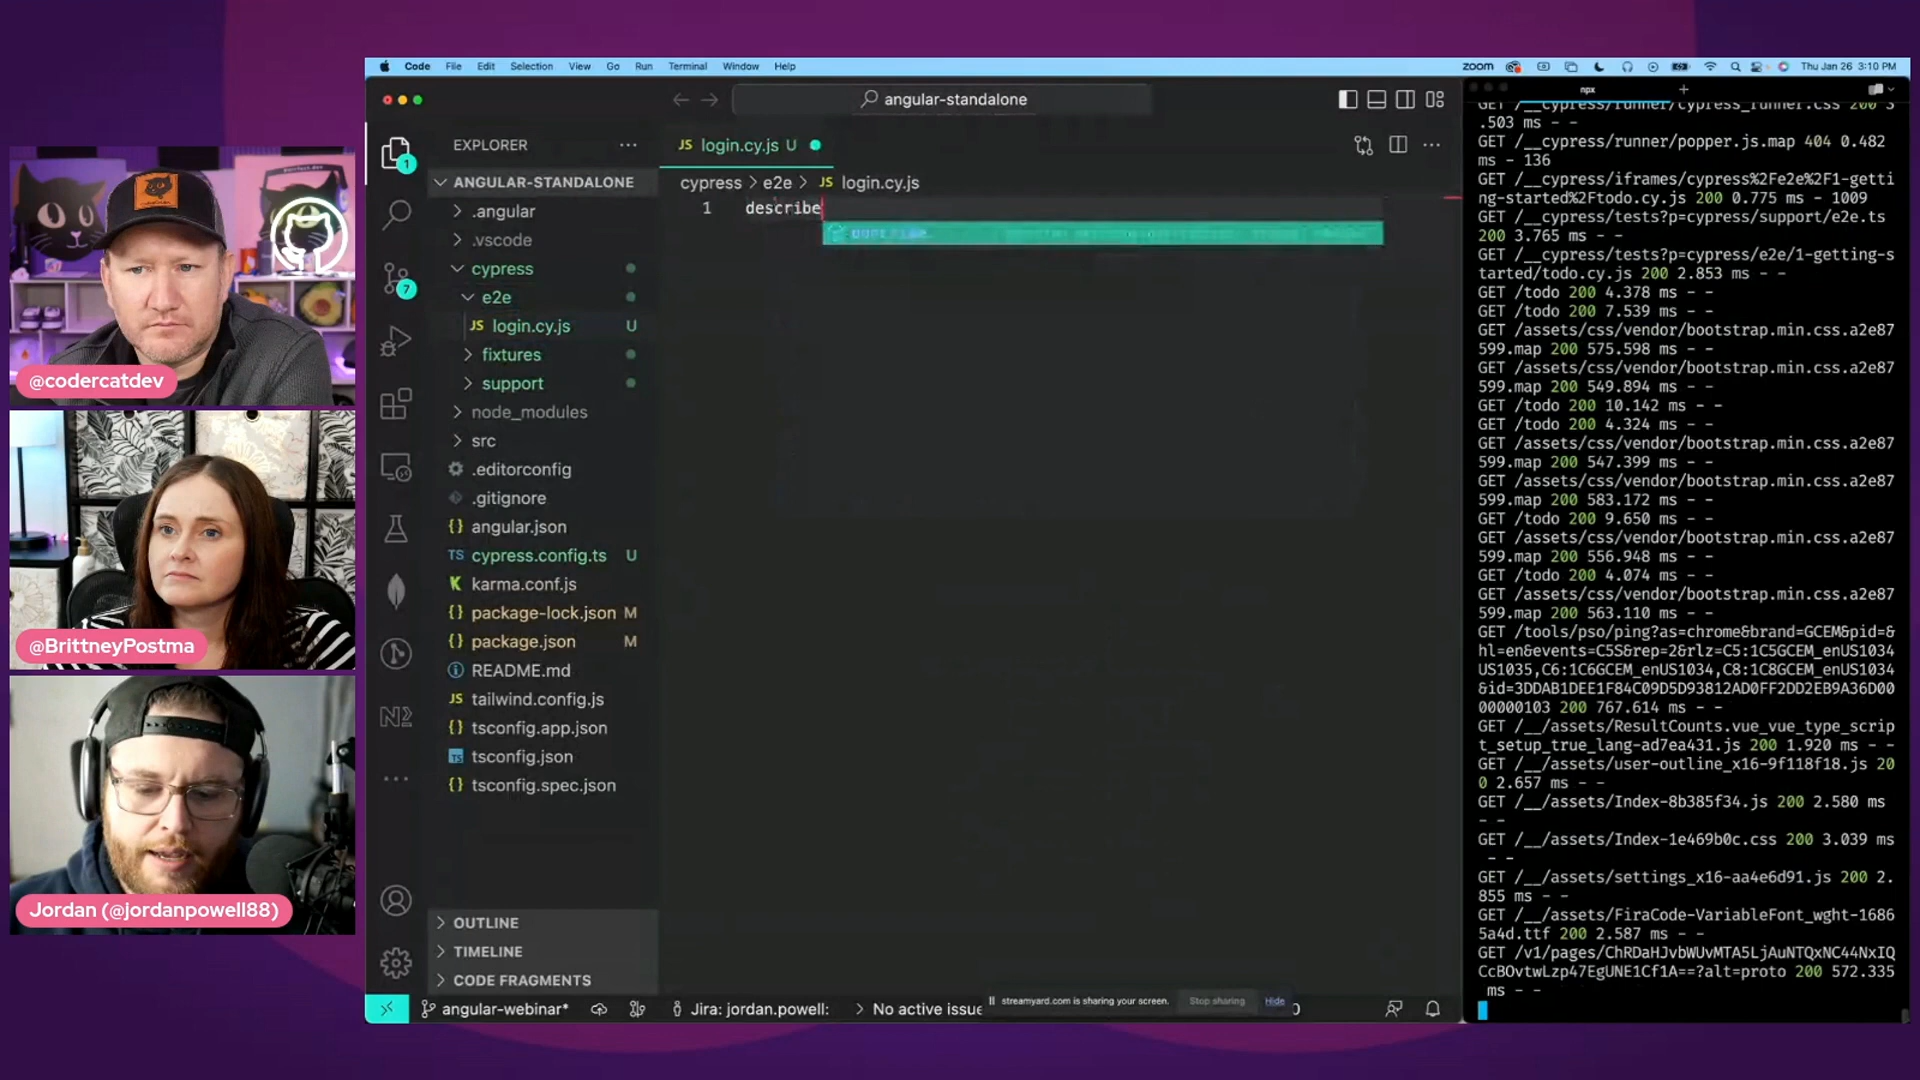 @codercatdev
@BrittneyPostma
Jordan (@jordanpowell88)
Code File Edit Selection View Go Run Terminal Window Help
zoom
Thu Jan 26 3:10 PM
angular-standalone
EXPLORER
ANGULAR-STANDALONE
.angular
.vscode
cypress
e2e
JS login.cy.js U
fixtures
support
node_modules
src
.editorconfig
.gitignore
{} angular.json
TS cypress.config.ts U
K karma.conf.js
{} package-lock.json M
{} package.json M
README.md
JS tailwind.config.js
{} tsconfig.app.json
TS tsconfig.json
{} tsconfig.spec.json
OUTLINE
TIMELINE
CODE FRAGMENTS
1
7
JS login.cy.js U
cypress > e2e > JS login.cy.js
1 describe
angular-webinar*
Jira: jordan.powell:
No active issue
streamyard.com is sharing your screen.
Stop sharing
Hide
0
npx
GET /__cypress/runner/cypress_runner.css 200 3
.503 ms - -
GET /__cypress/runner/popper.js.map 404 0.482
ms - 136
GET /__cypress/iframes/cypress%2Fe2e%2F1-getti
ng-started%2Ftodo.cy.js 200 0.775 ms - 1009
GET /__cypress/tests?p=cypress/support/e2e.ts
200 3.765 ms - -
GET /__cypress/tests?p=cypress/e2e/1-getting-s
tarted/todo.cy.js 200 2.853 ms - -
GET /todo 200 4.378 ms - -
GET /todo 200 7.539 ms - -
GET /assets/css/vendor/bootstrap.min.css.a2e87
599.map 200 575.598 ms - -
GET /assets/css/vendor/bootstrap.min.css.a2e87
599.map 200 549.894 ms - -
GET /todo 200 10.142 ms - -
GET /todo 200 4.324 ms - -
GET /assets/css/vendor/bootstrap.min.css.a2e87
599.map 200 547.399 ms - -
GET /assets/css/vendor/bootstrap.min.css.a2e87
599.map 200 583.172 ms - -
GET /todo 200 9.650 ms - -
GET /assets/css/vendor/bootstrap.min.css.a2e87
599.map 200 556.948 ms - -
GET /todo 200 4.074 ms - -
GET /assets/css/vendor/bootstrap.min.css.a2e87
599.map 200 563.110 ms - -
GET /tools/pso/ping?as=chrome&brand=GCEM&pid=&
hl=en&events=C5S&rep=2&rlz=C5:1C5GCEM_enUS1034
US1035,C6:1C6GCEM_enUS1034,C8:1C8GCEM_enUS1034
&id=3DDAB1DEE1F84C09D5D93812AD0FF2DD2EB9A36D00
00000103 200 767.614 ms - -
GET /__/assets/ResultCounts.vue_vue_type_scrip
t_setup_true_lang-ad7ea431.js 200 1.920 ms - -
GET /__/assets/user-outline_x16-9f118f18.js 20
0 2.657 ms - -
GET /__/assets/Index-8b385f34.js 200 2.580 ms
- -
GET /__/assets/Index-1e469b0c.css 200 3.039 ms
- -
GET /__/assets/settings_x16-aa4e6d91.js 200 2.
855 ms - -
GET /__/assets/FiraCode-VariableFont_wght-1686
5a4d.ttf 200 2.587 ms - -
GET /v1/pages/ChRDaHJvbWUvMTA5LjAuNTQxNC44NxIQ
CcBOvtwLzp47EgUNE1Cf1A==?alt=proto 200 572.335
ms - -